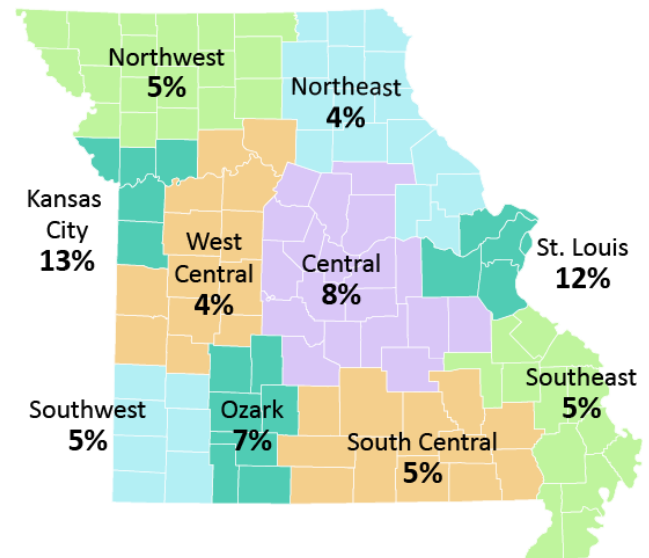 Northwest
5%
Northeast
4%
Kansas
City
13%
West
Central
4%
Central
8%
St. Louis
12%
Southwest
5%
Ozark
7%
South Central
5%
Southeast
5%